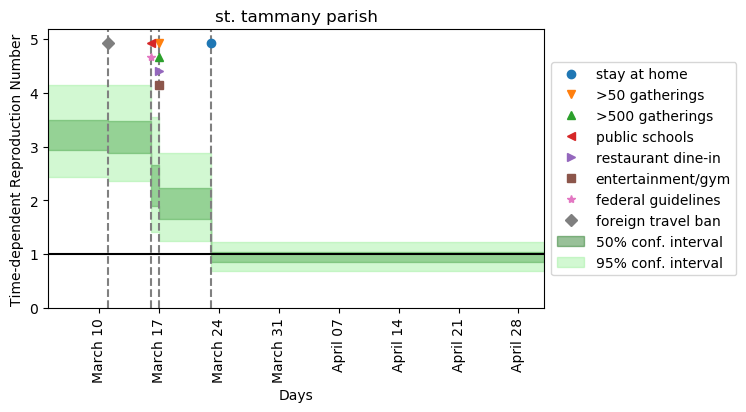 st. tammany parish
Time-dependent Reproduction Number
5
4
3
2
1
0
March 10
March 17
March 24
March 31
April 07
April 14
April 21
April 28
Days
stay at home
>50 gatherings
>500 gatherings
public schools
restaurant dine-in
entertainment/gym
federal guidelines
foreign travel ban
50% conf. interval
95% conf. interval